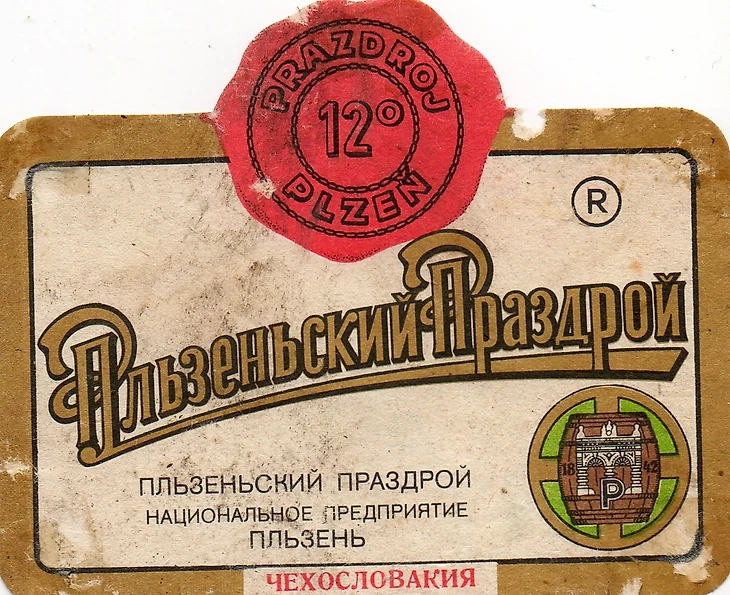 PRAZDROJ
12°
PLZEŇ
®
Пльзеньский Праздрой
18 42
P
ПЛЬЗЕНЬСКИЙ ПРАЗДРОЙ
НАЦИОНАЛЬНОЕ ПРЕДПРИЯТИЕ
ПЛЬЗЕНЬ
ЧЕХОСЛОВАКИЯ